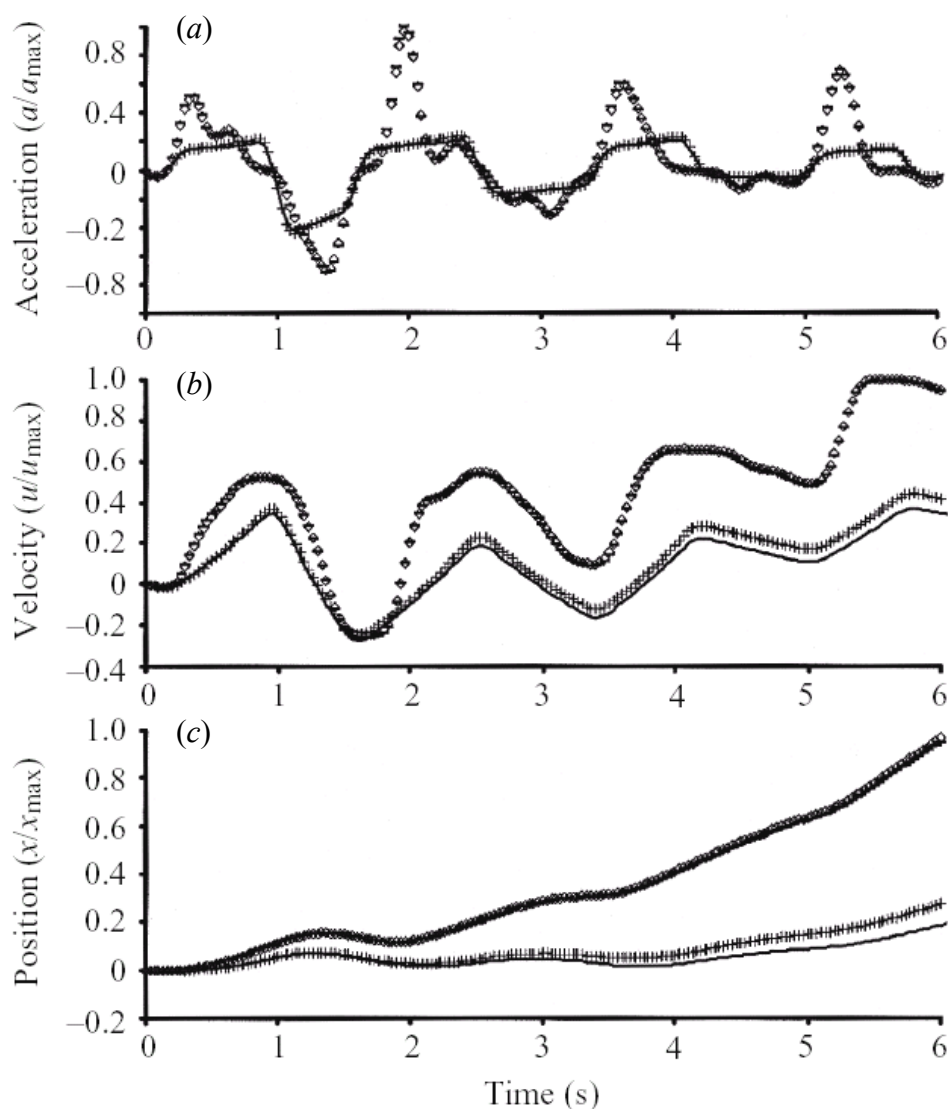 (a)
Acceleration (a/amax)
0.8
0.4
0
–0.2
–0.8
0 1 2 3 4 5 6
(b)
Velocity (u/umax)
1.0
0.8
0.6
0.4
0.2
0
–0.2
–0.4
0 1 2 3 4 5 6
(c)
Position (x/xmax)
1.0
0.8
0.6
0.4
0.2
0
–0.2
0 1 2 3 4 5 6
Time (s)